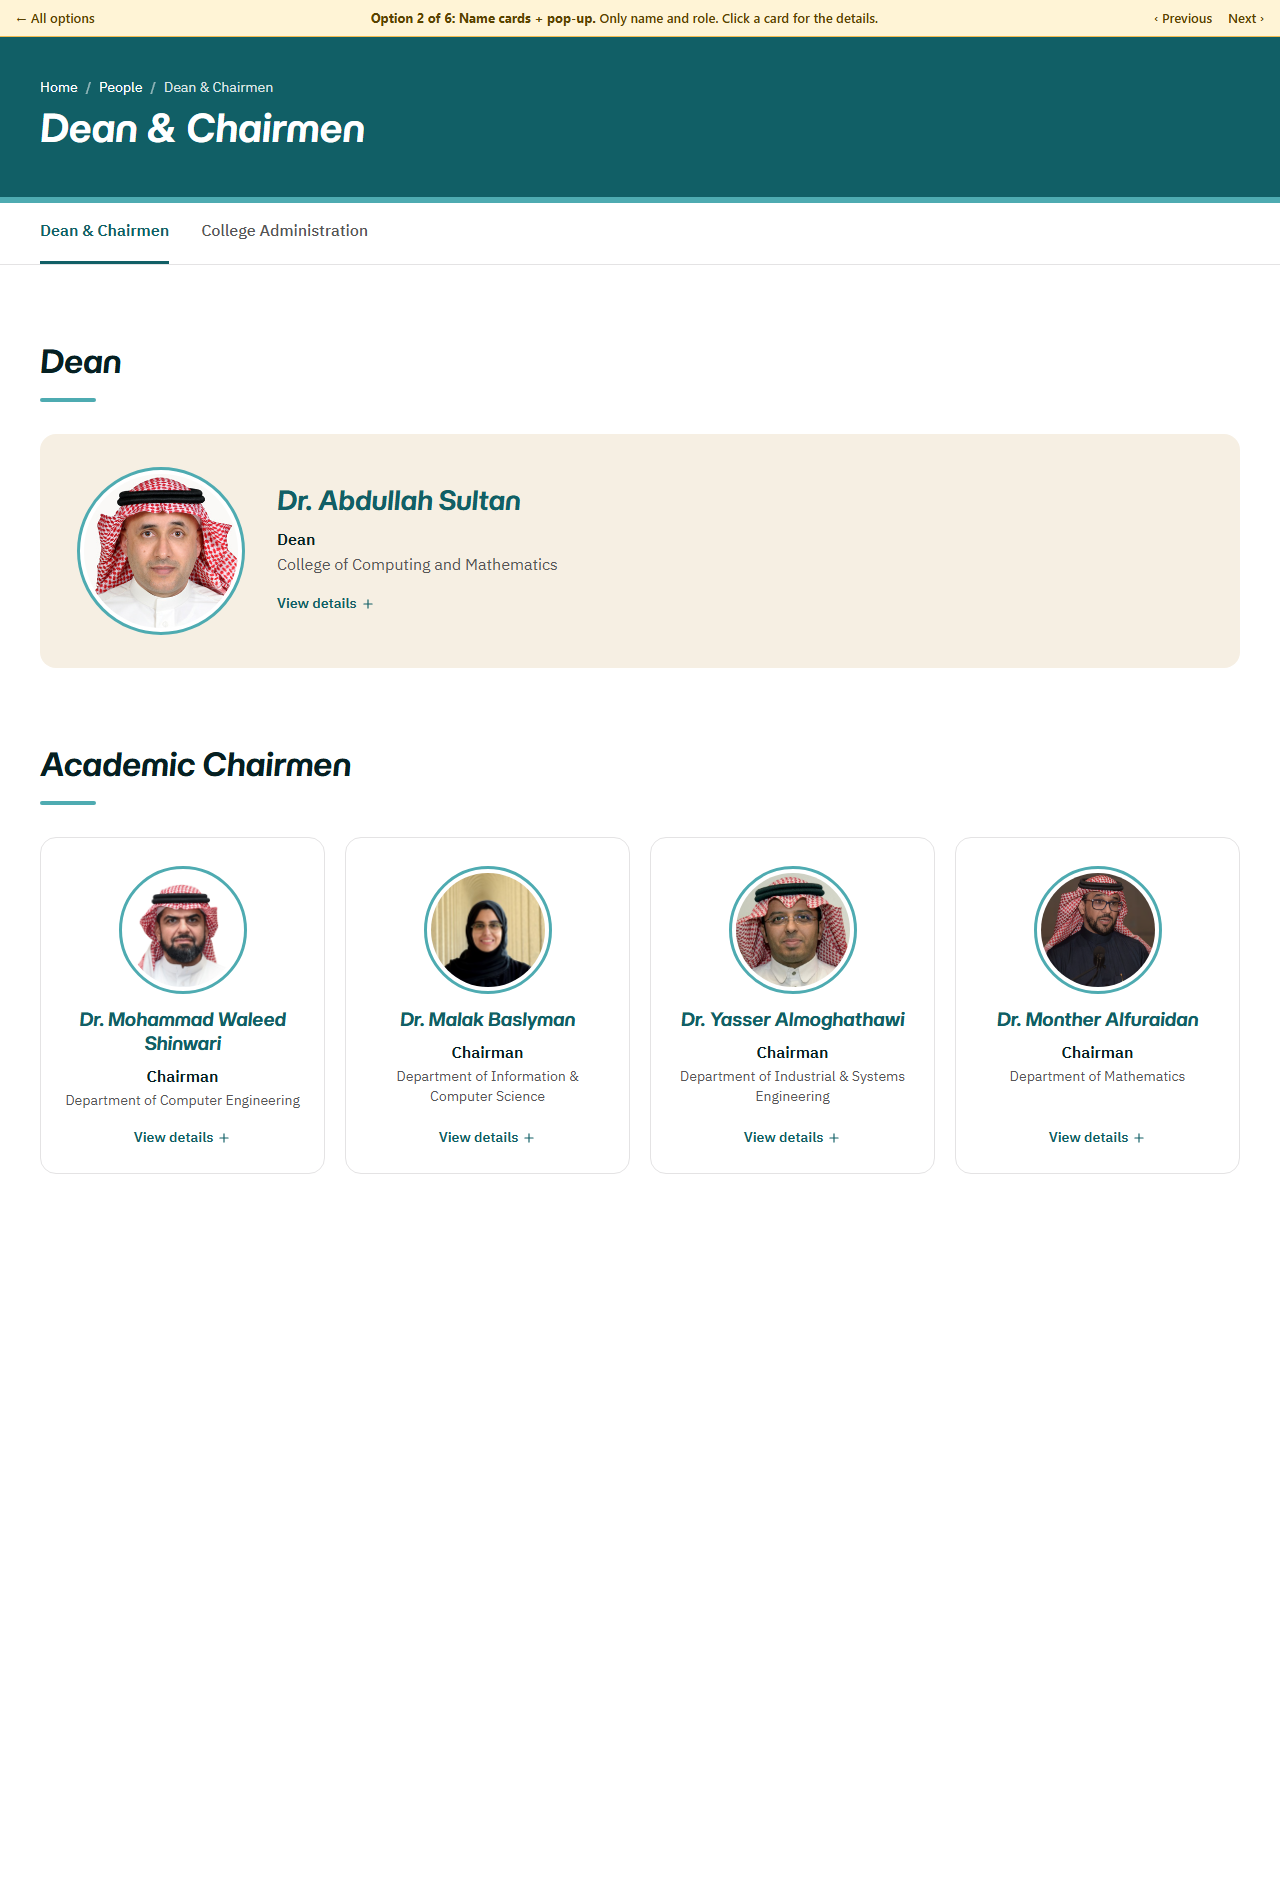 ← All options
Option 2 of 6: Name cards + pop-up. Only name and role. Click a card for the details.
‹ Previous
Next ›
Home / People / Dean & Chairmen
Dean & Chairmen
Dean & Chairmen
College Administration
Dean
Dr. Abdullah Sultan
Dean
College of Computing and Mathematics
View details +
Academic Chairmen
Dr. Mohammad Waleed
Shinwari
Chairman
Department of Computer Engineering
View details +
Dr. Malak Baslyman
Chairman
Department of Information &
Computer Science
View details +
Dr. Yasser Almoghathawi
Chairman
Department of Industrial & Systems
Engineering
View details +
Dr. Monther Alfuraidan
Chairman
Department of Mathematics
View details +